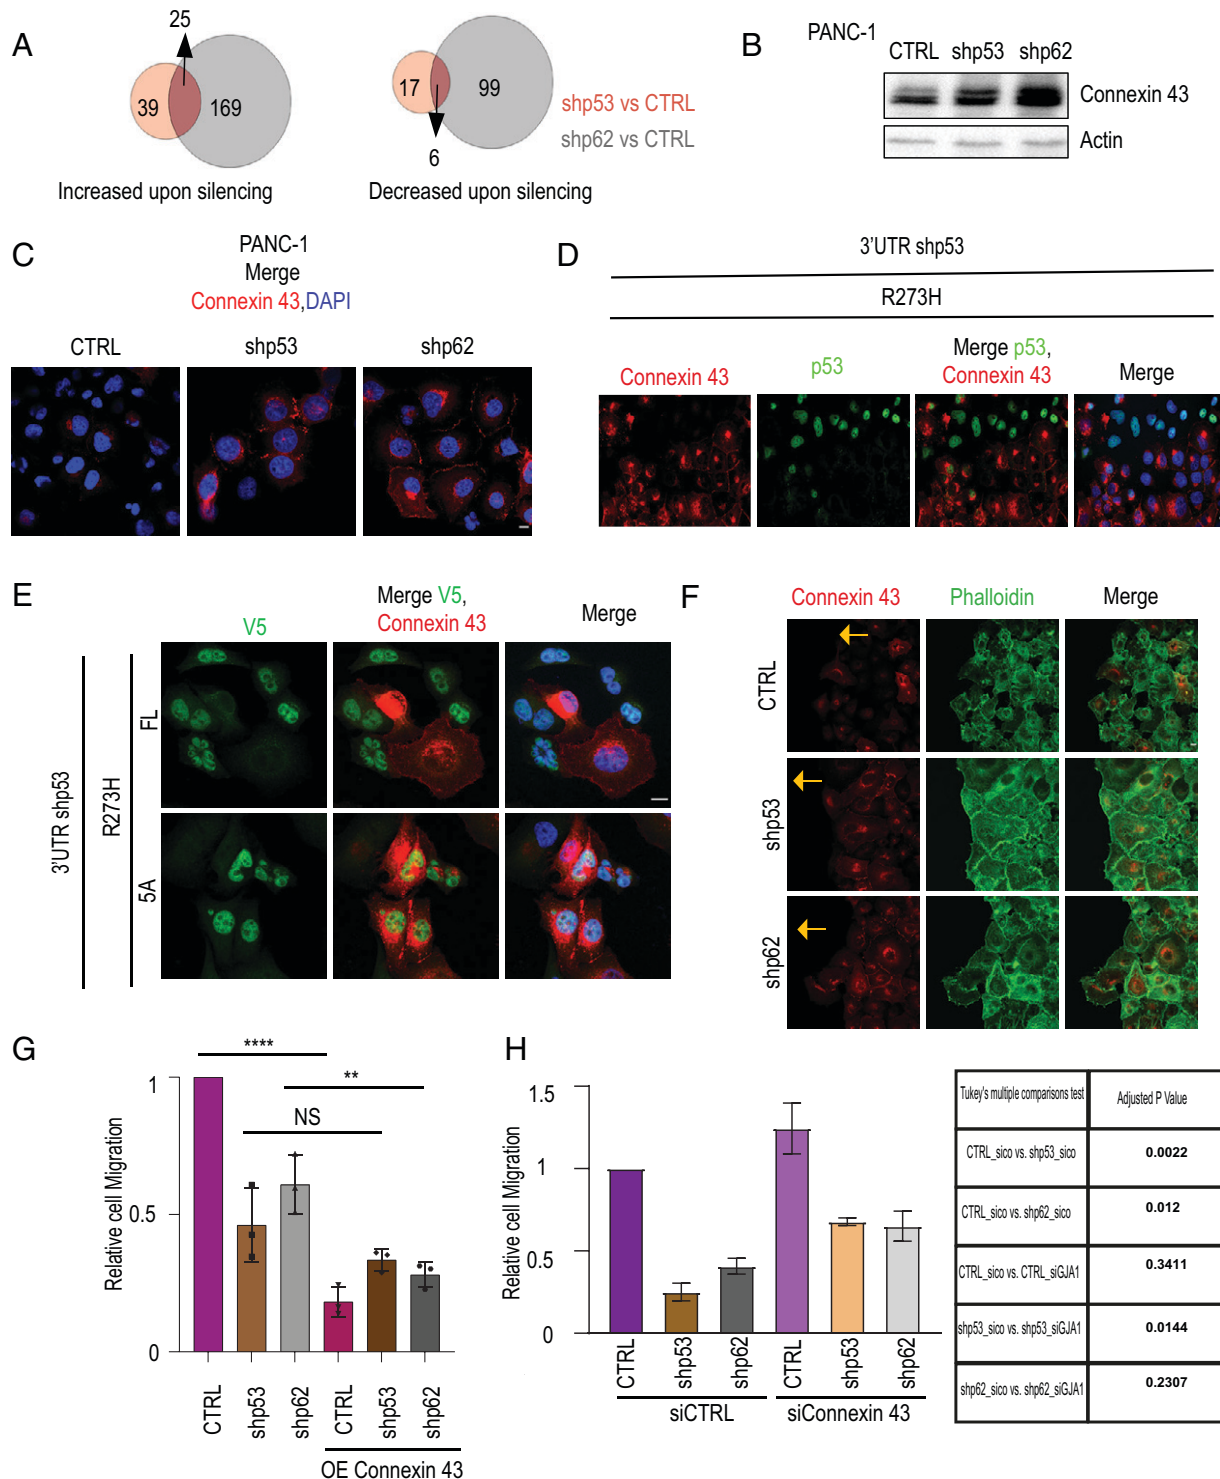 A
25
39
169
Increased upon silencing
17
99
6
Decreased upon silencing
shp53 vs CTRL
shp62 vs CTRL
B
PANC-1
CTRL shp53 shp62
Connexin 43
Actin
C
PANC-1
Merge
Connexin 43,DAPI
CTRL
shp53
shp62
D
3'UTR shp53
R273H
Connexin 43
p53
Merge p53,
Connexin 43
Merge
E
V5
Merge V5,
Connexin 43
Merge
3'UTR shp53
R273H
FL
5A
F
Connexin 43
Phalloidin
Merge
CTRL
shp53
shp62
G
Relative cell Migration
1
0.5
0
****
**
NS
CTRL
shp53
shp62
CTRL
shp53
shp62
OE Connexin 43
H
Relative cell Migration
1.5
1
0.5
0
CTRL
shp53
shp62
CTRL
shp53
shp62
siCTRL
siConnexin 43
Tukey's multiple comparisons test Adjusted P Value
CTRL_sico vs. shp53_sico 0.0022
CTRL_sico vs. shp62_sico 0.012
CTRL_sico vs. CTRL_siGJA1 0.3411
shp53_sico vs. shp53_siGJA1 0.0144
shp62_sico vs. shp62_siGJA1 0.2307